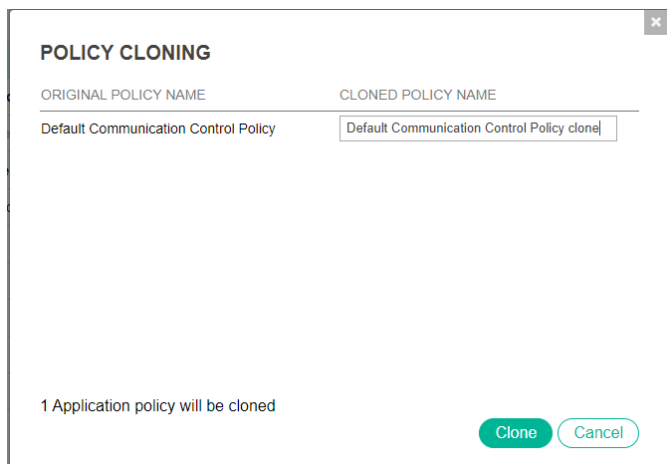 POLICY CLONING
ORIGINAL POLICY NAME CLONED POLICY NAME
Default Communication Control Policy Default Communication Control Policy clone
1 Application policy will be cloned
Clone Cancel